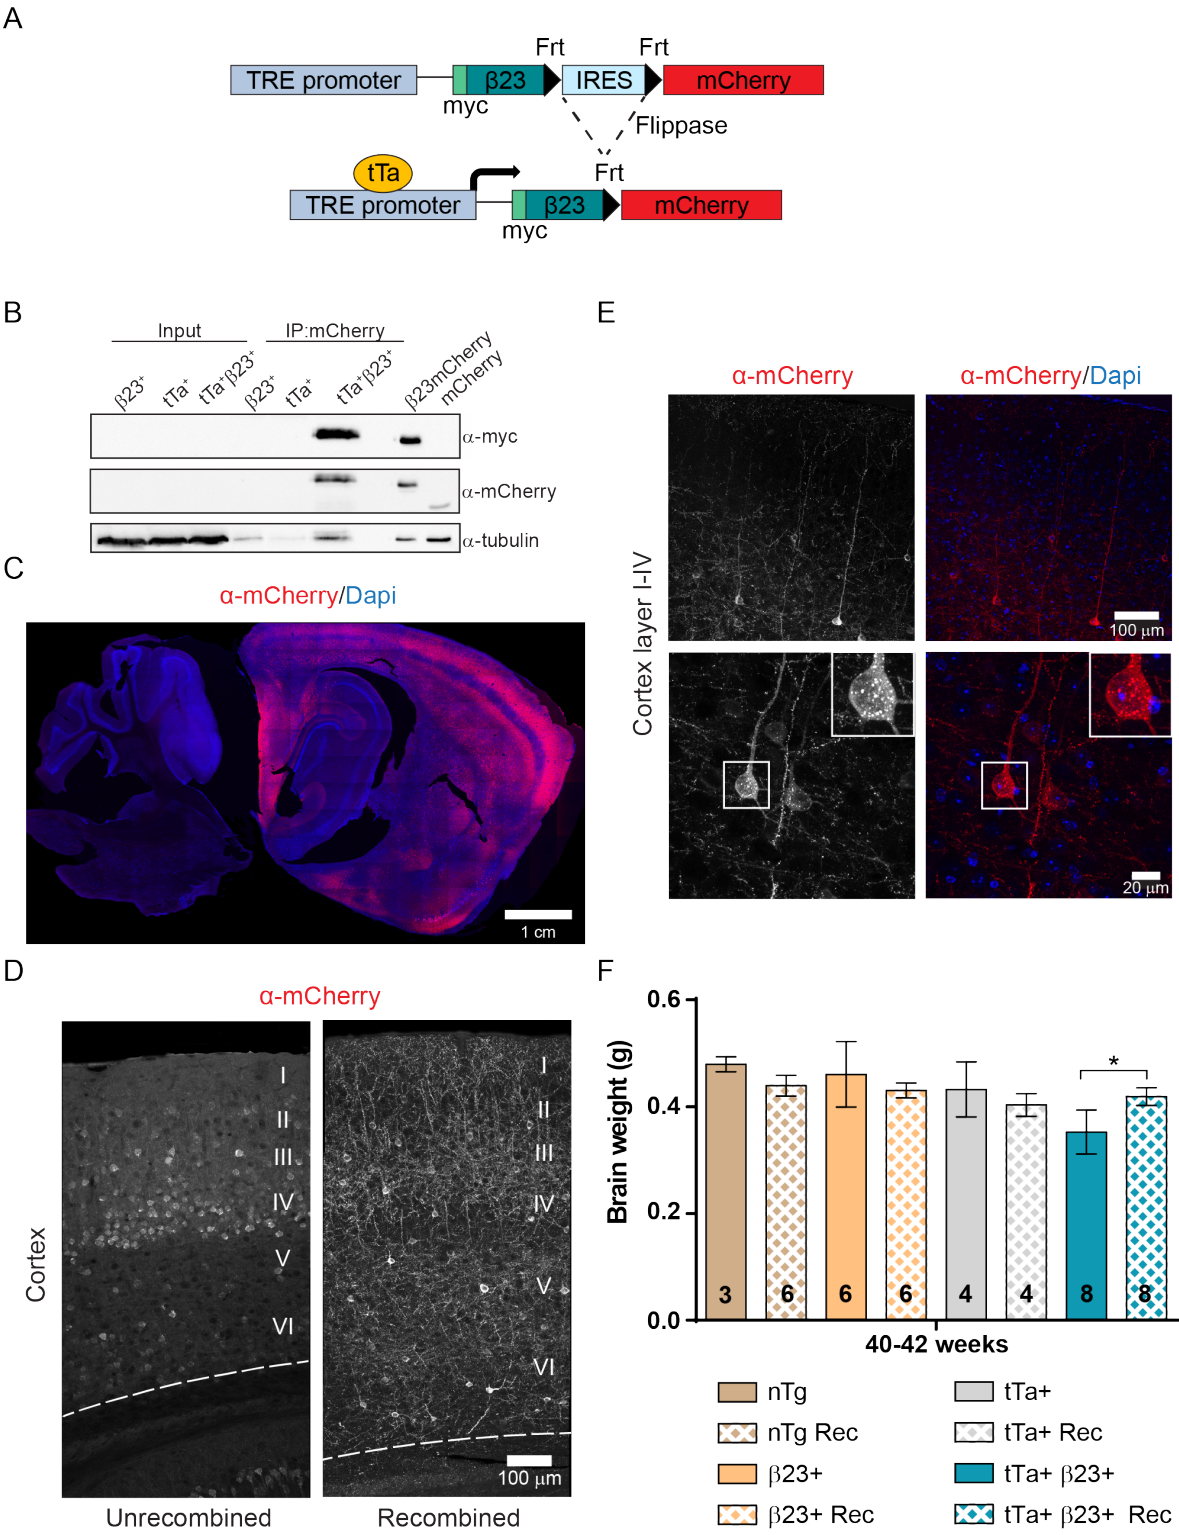 A
Frt
Frt
TRE promoter
β23
IRES
mCherry
myc
Flippase
tTa
Frt
TRE promoter
β23
mCherry
myc
B
Input
IP:mCherry
β23⁺
tTa⁺
tTa⁺β23⁺
β23⁺
tTa⁺
tTa⁺β23⁺
β23mCherry
mCherry
α-myc
α-mCherry
α-tubulin
C
α-mCherry/Dapi
1 cm
D
α-mCherry
Cortex
I
II
III
IV
V
VI
I
II
III
IV
V
VI
100 μm
Unrecombined
Recombined
E
α-mCherry
α-mCherry/Dapi
Cortex layer I-IV
100 μm
20 μm
F
Brain weight (g)
0.6
0.4
0.2
0.0
*
3
6
6
6
4
4
8
8
40-42 weeks
nTg
nTg Rec
β23+
β23+ Rec
tTa+
tTa+ Rec
tTa+ β23+
tTa+ β23+ Rec